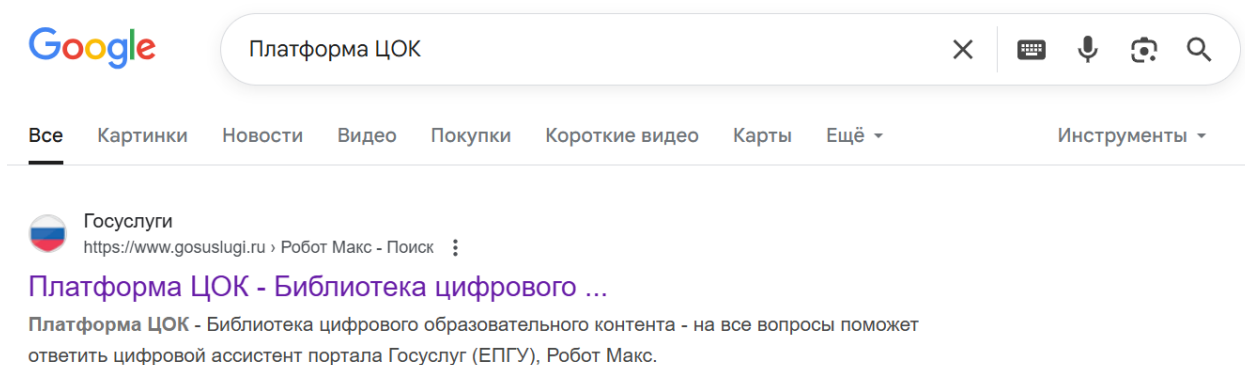 Google
Платформа ЦОК
Все Картинки Новости Видео Покупки Короткие видео Карты Ещё Инструменты
Госуслуги
https://www.gosuslugi.ru › Робот Макс - Поиск
Платформа ЦОК - Библиотека цифрового ...
Платформа ЦОК - Библиотека цифрового образовательного контента - на все вопросы поможет
ответить цифровой ассистент портала Госуслуг (ЕПГУ), Робот Макс.